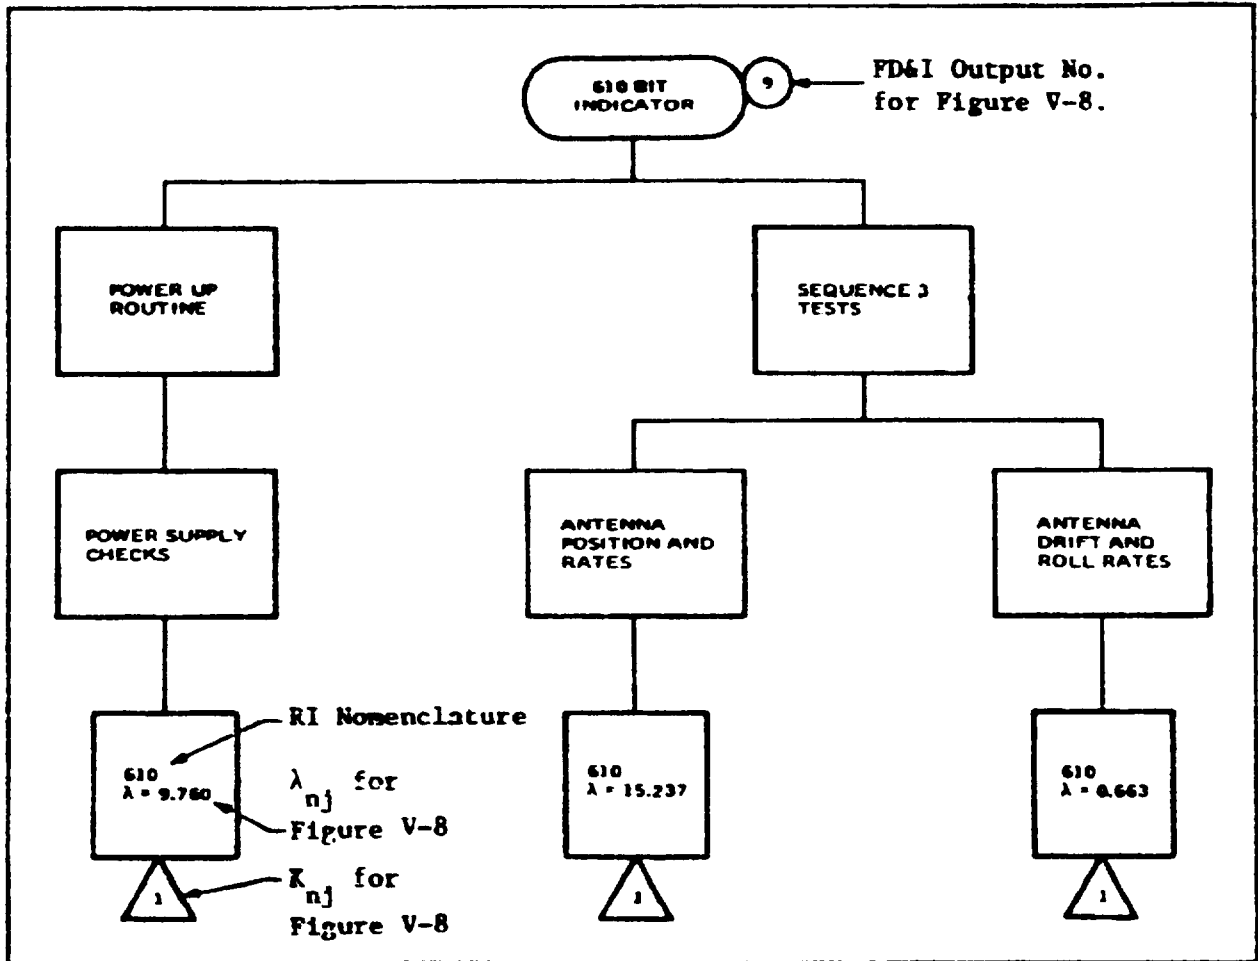 610 BIT
INDICATOR
9
FD&I Output No.
for Figure V-8.
POWER UP
ROUTINE
SEQUENCE 3
TESTS
POWER SUPPLY
CHECKS
ANTENNA
POSITION AND
RATES
ANTENNA
DRIFT AND
ROLL RATES
RI Nomenclature
610
λ = 9.760
λnj for
Figure V-8
1
Knj for
Figure V-8
610
λ = 15.237
1
610
λ = 0.663
1